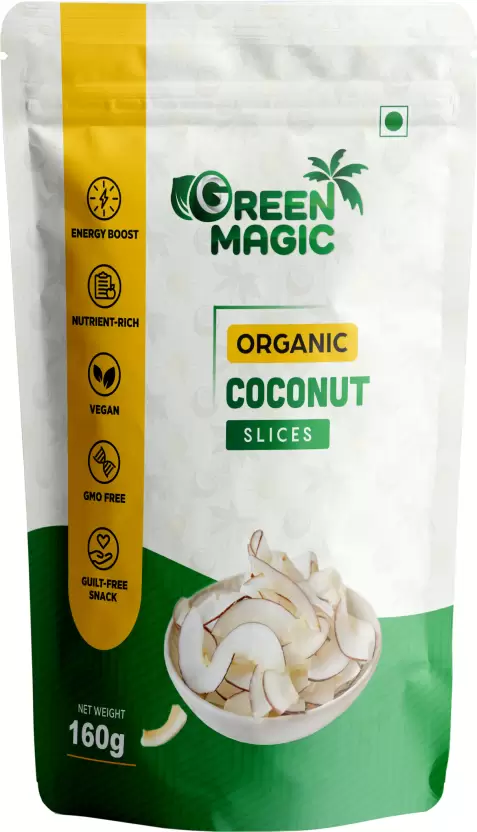 GREEN
MAGIC
ORGANIC
COCONUT
SLICES
ENERGY BOOST
NUTRIENT-RICH
VEGAN
GMO FREE
GUILT-FREE
SNACK
NET WEIGHT
160g